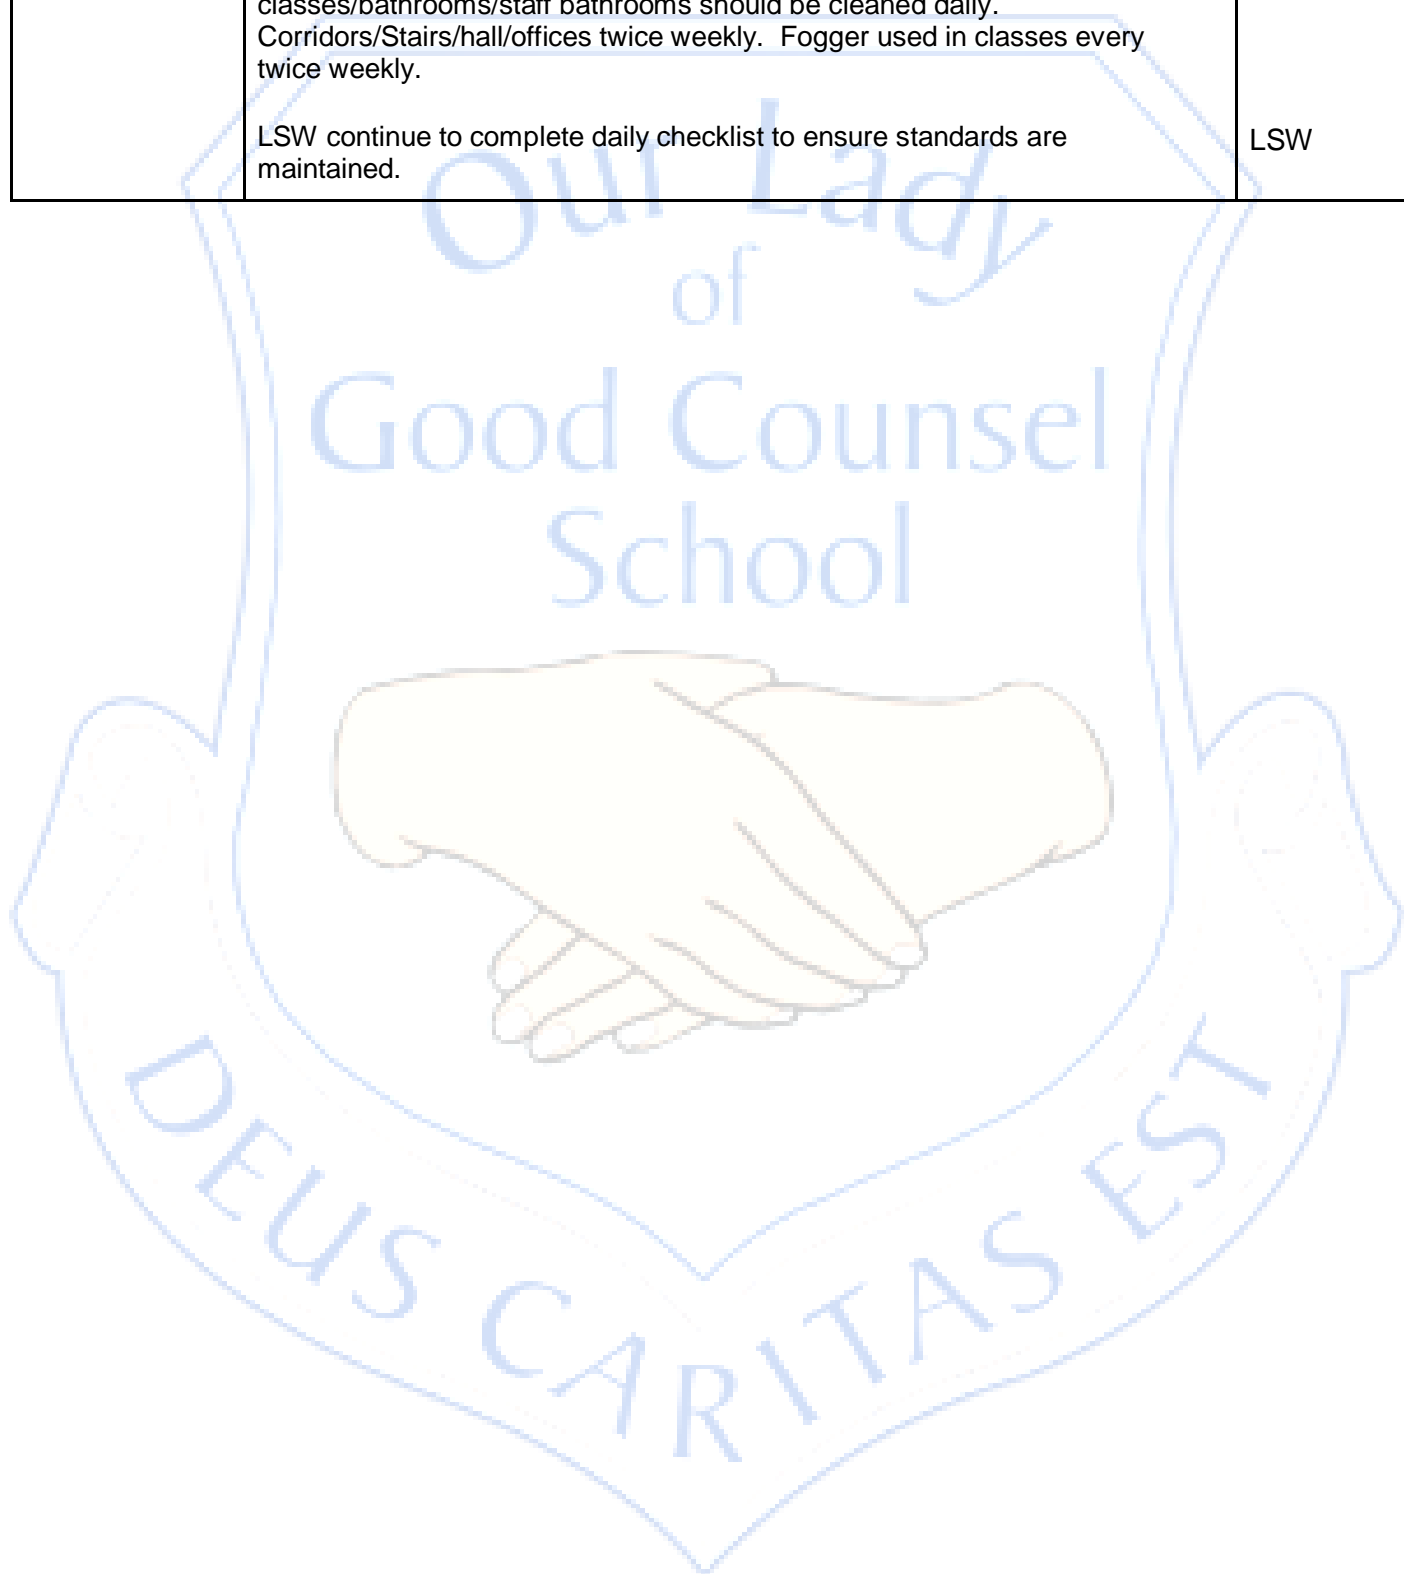 classes/bathrooms/staff bathrooms should be cleaned daily.
Corridors/Stairs/hall/offices twice weekly.  Fogger used in classes every
twice weekly.
LSW continue to complete daily checklist to ensure standards are
maintained.
LSW
Our Lady
of
Good Counsel
School
DEUS CARITAS EST